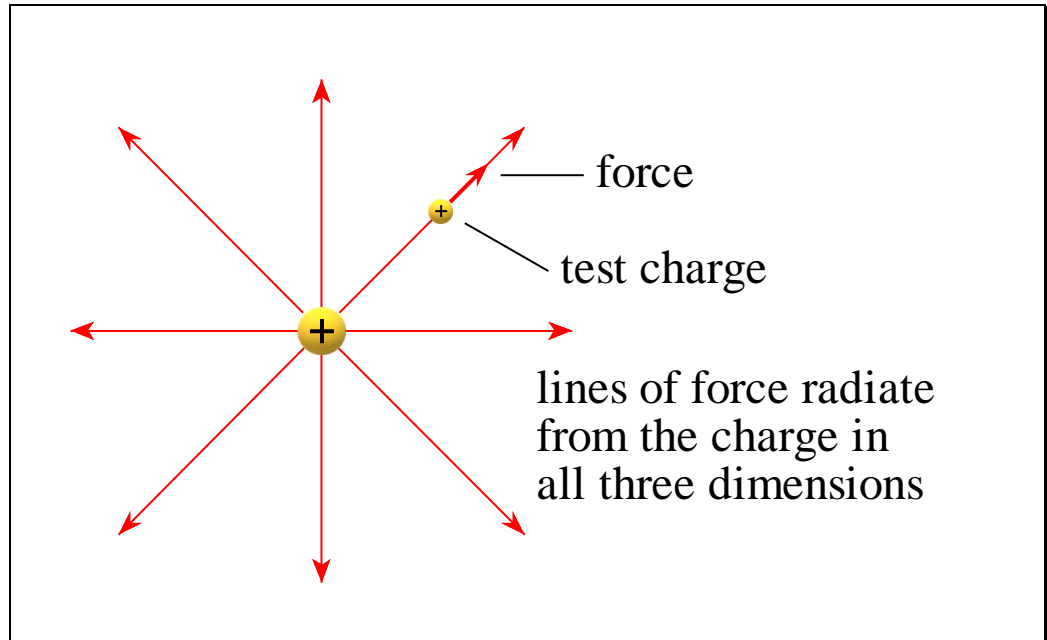 force
+
test charge
+
lines of force radiate
from the charge in
all three dimensions